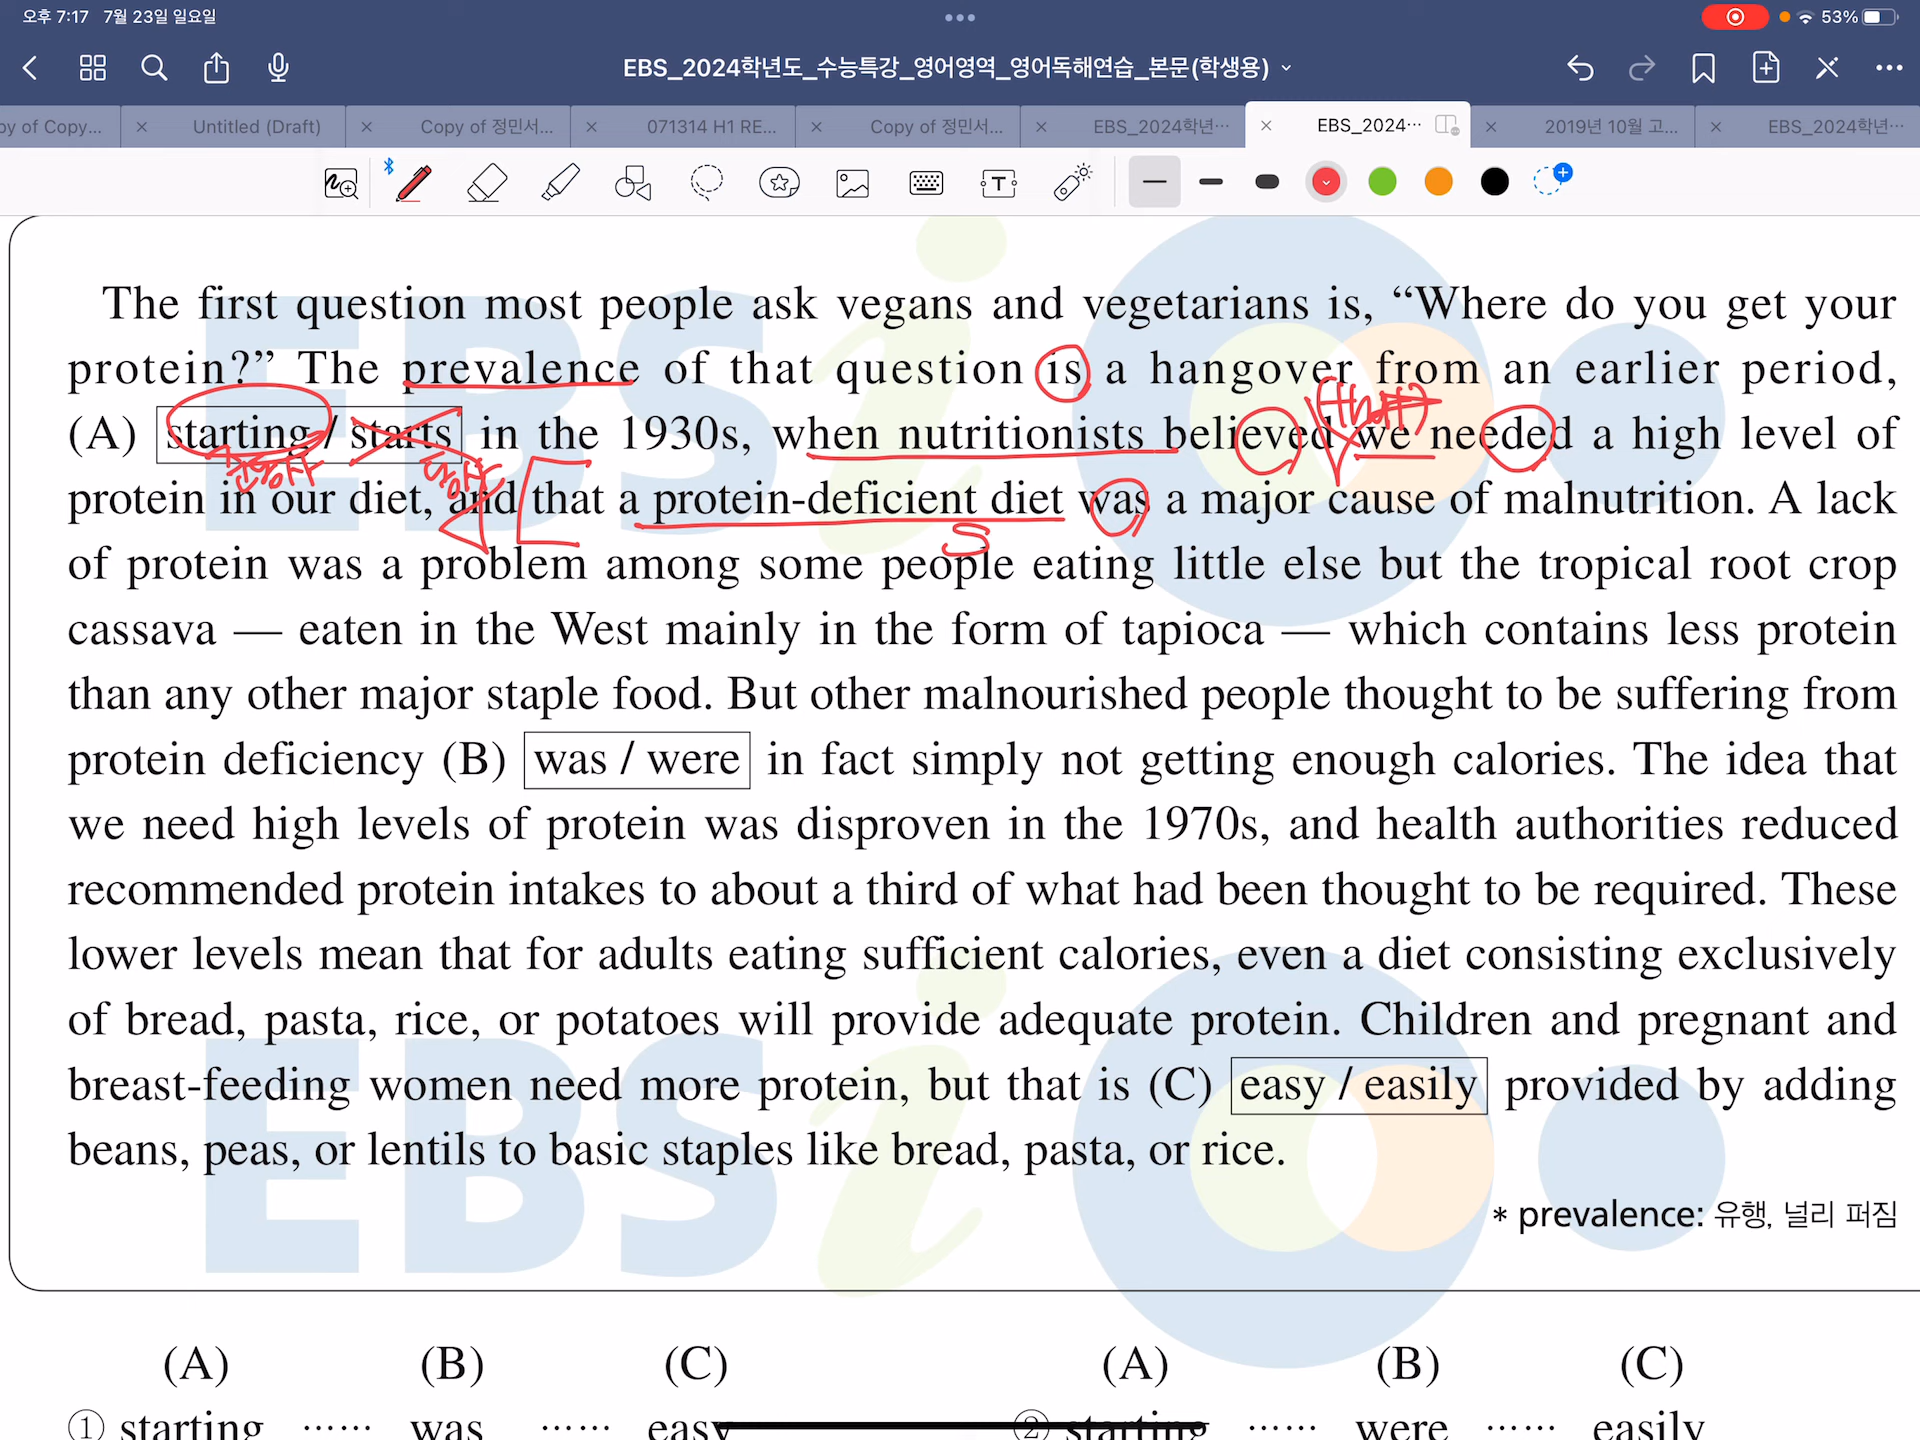 오후 7:17 7월 23일 일요일
53%
EBS_2024학년도_수능특강_영어영역_영어독해연습_본문(학생용)
py of Copy... Untitled (Draft) Copy of 정민서... 071314 H1 RE... Copy of 정민서... EBS_2024학년… EBS_2024… 2019년 10월 고... EBS_2024학년…
The first question most people ask vegans and vegetarians is, “Where do you get your
protein?” The prevalence of that question is a hangover from an earlier period,
(that)
(A) starting / starts in the 1930s, when nutritionists believed we needed a high level of
protein in our diet, and that a protein-deficient diet was a major cause of malnutrition. A lack
S
of protein was a problem among some people eating little else but the tropical root crop
cassava — eaten in the West mainly in the form of tapioca — which contains less protein
than any other major staple food. But other malnourished people thought to be suffering from
protein deficiency (B) was / were in fact simply not getting enough calories. The idea that
we need high levels of protein was disproven in the 1970s, and health authorities reduced
recommended protein intakes to about a third of what had been thought to be required. These
lower levels mean that for adults eating sufficient calories, even a diet consisting exclusively
of bread, pasta, rice, or potatoes will provide adequate protein. Children and pregnant and
breast-feeding women need more protein, but that is (C) easy / easily provided by adding
beans, peas, or lentils to basic staples like bread, pasta, or rice.
* prevalence: 유행, 널리 퍼짐
(A) (B) (C) (A) (B) (C)
① starting …… was …… easy ② starting …… were …… easily
EBSi
EBSi